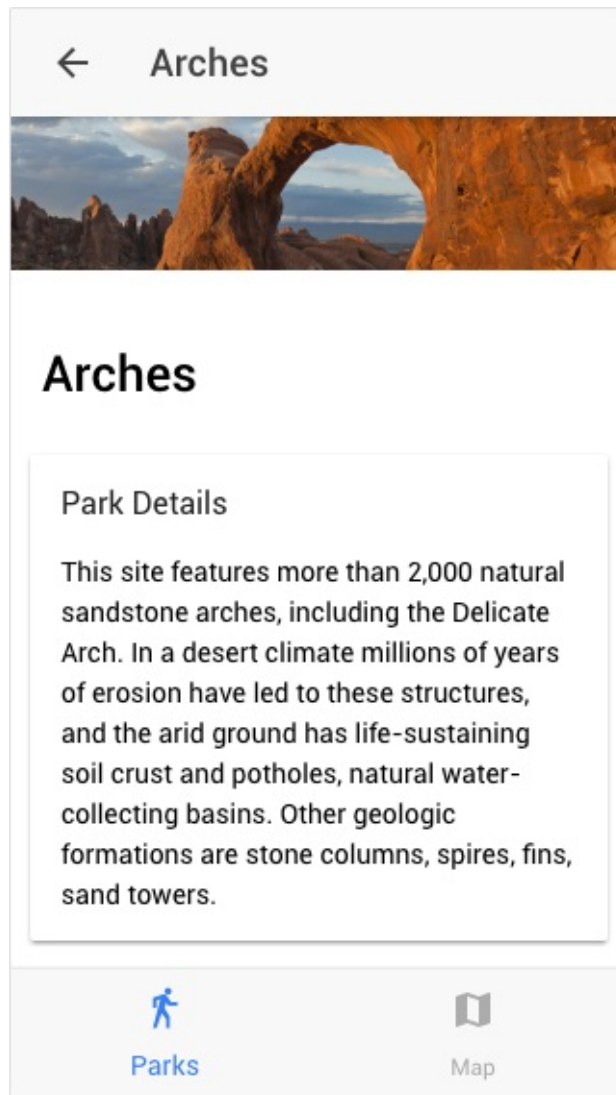 Arches
Arches
Park Details
This site features more than 2,000 natural
sandstone arches, including the Delicate
Arch. In a desert climate millions of years
of erosion have led to these structures,
and the arid ground has life-sustaining
soil crust and potholes, natural water-
collecting basins. Other geologic
formations are stone columns, spires, fins,
sand towers.
Parks
Map